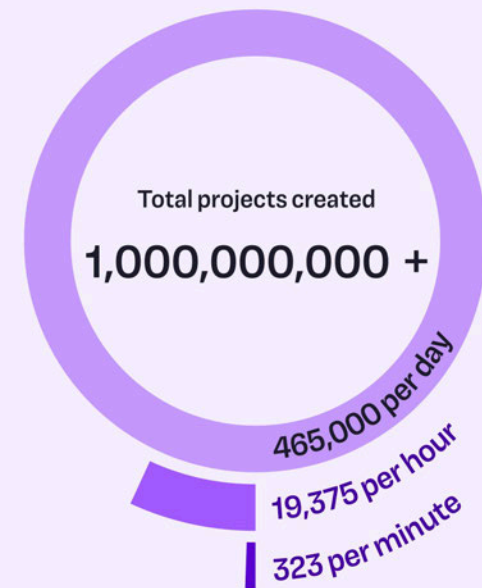 Total projects created
1,000,000,000 +
465,000 per day
19,375 per hour
323 per minute